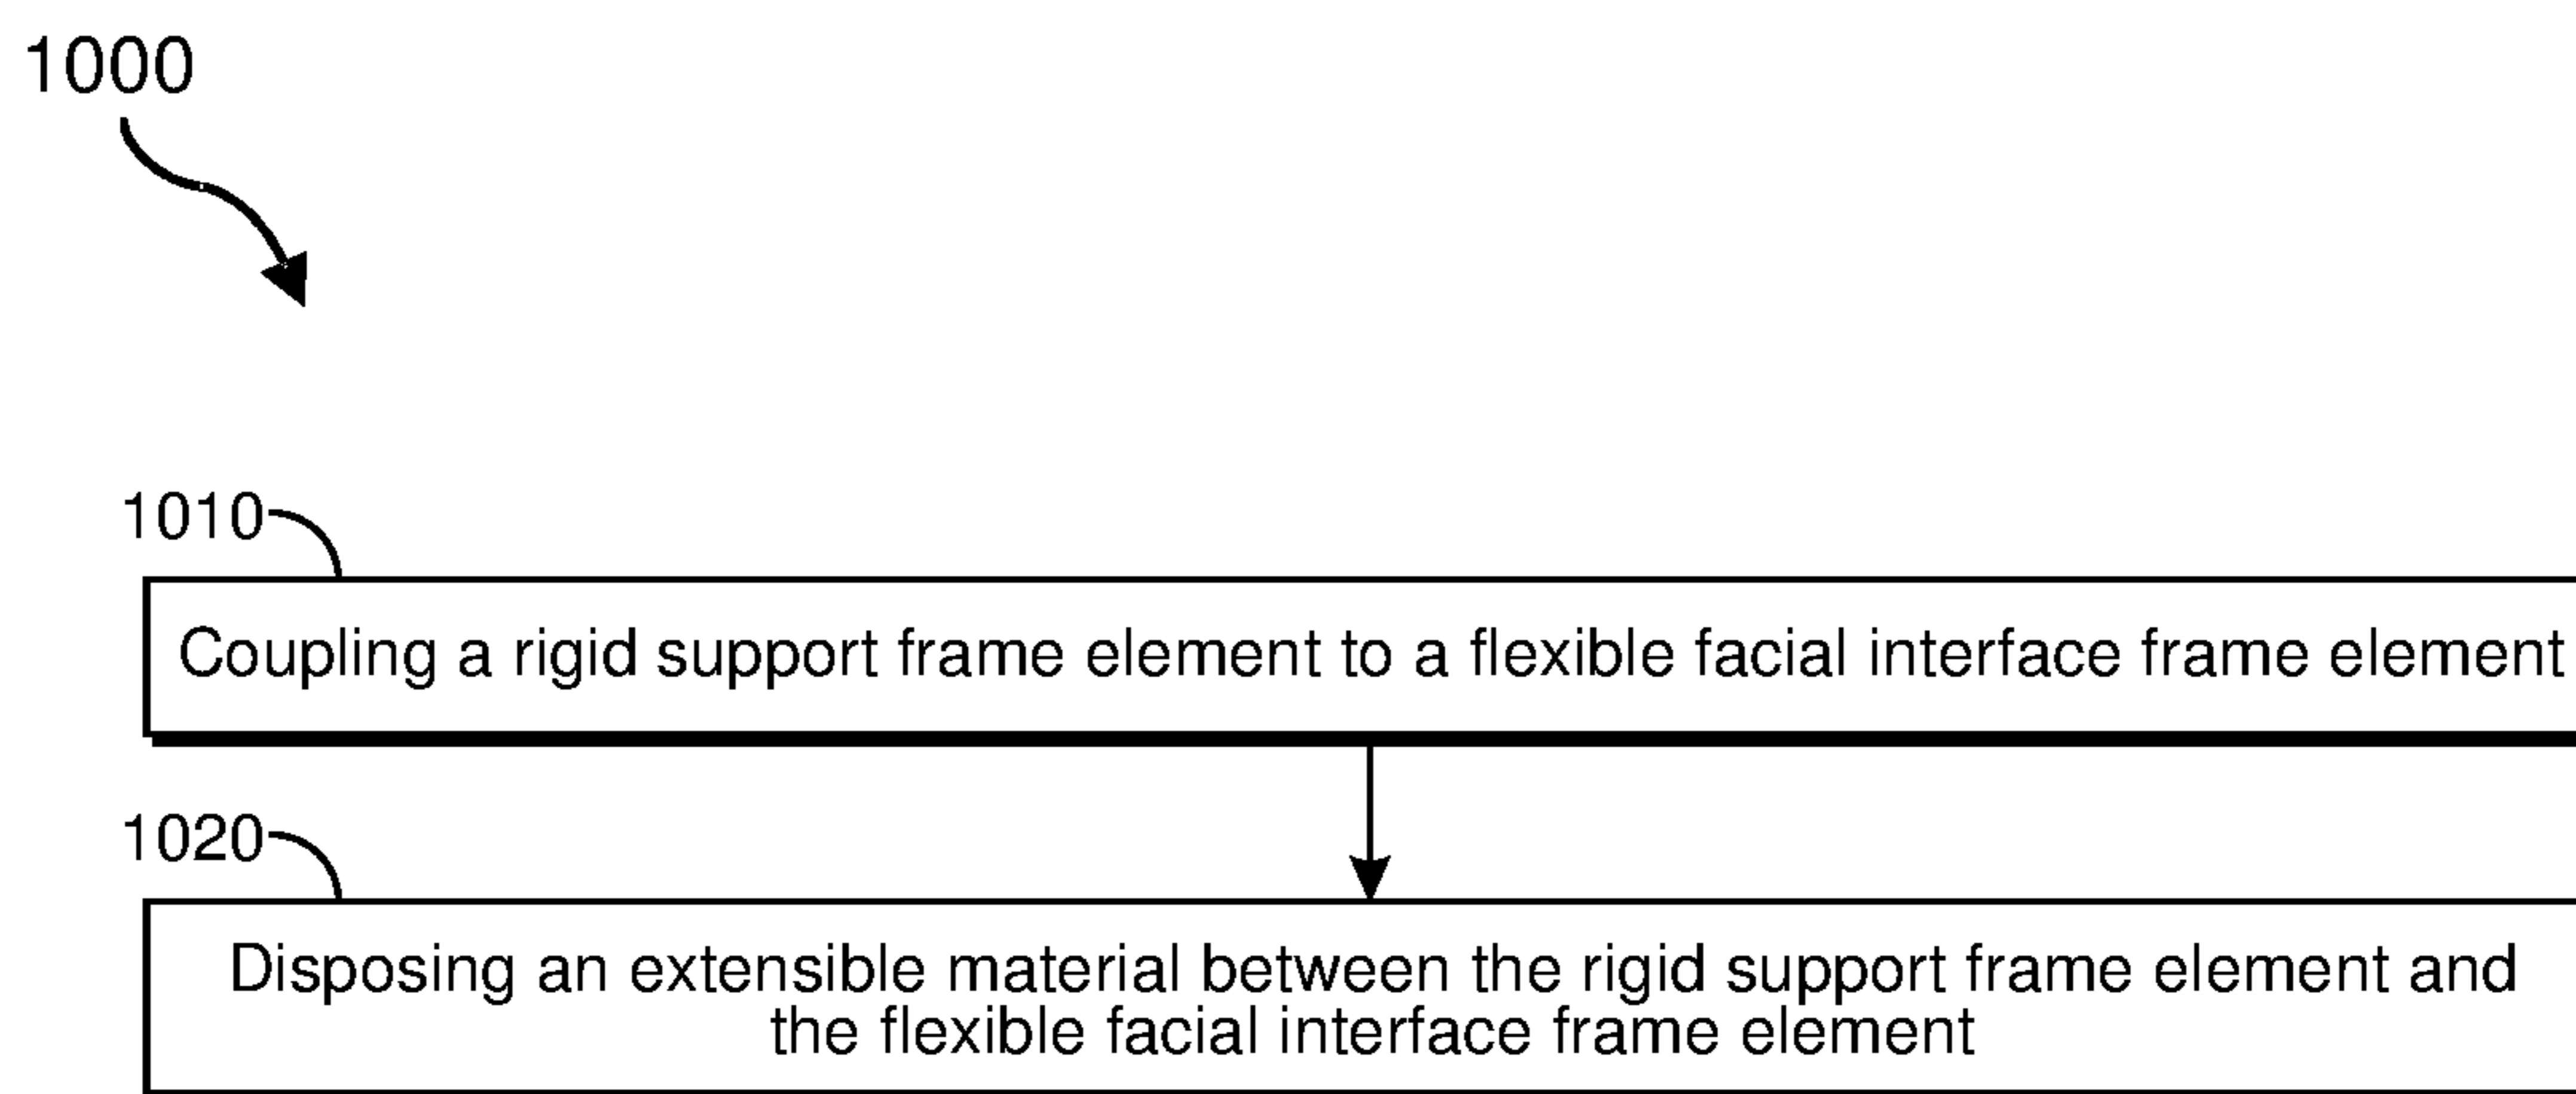 1000
1010
Coupling a rigid support frame element to a flexible facial interface frame element
1020
Disposing an extensible material between the rigid support frame element and
the flexible facial interface frame element